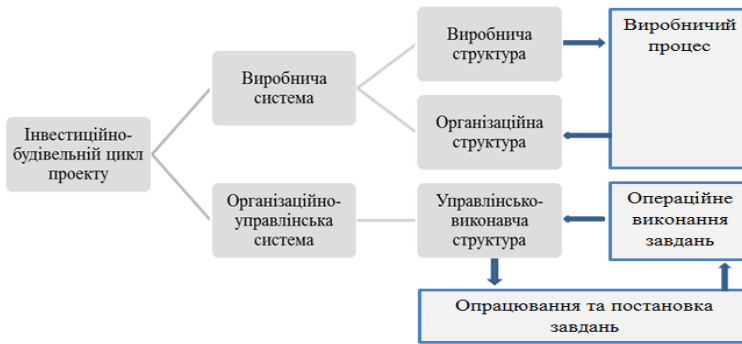 Інвестиційно-
будівельній цикл
проекту
Виробнича
система
Організаційно-
управлінська
система
Виробнича
структура
Організаційна
структура
Управлінсько-
виконавча
структура
Виробничий
процес
Операційне
виконання
завдань
Опрацювання та постановка
завдань